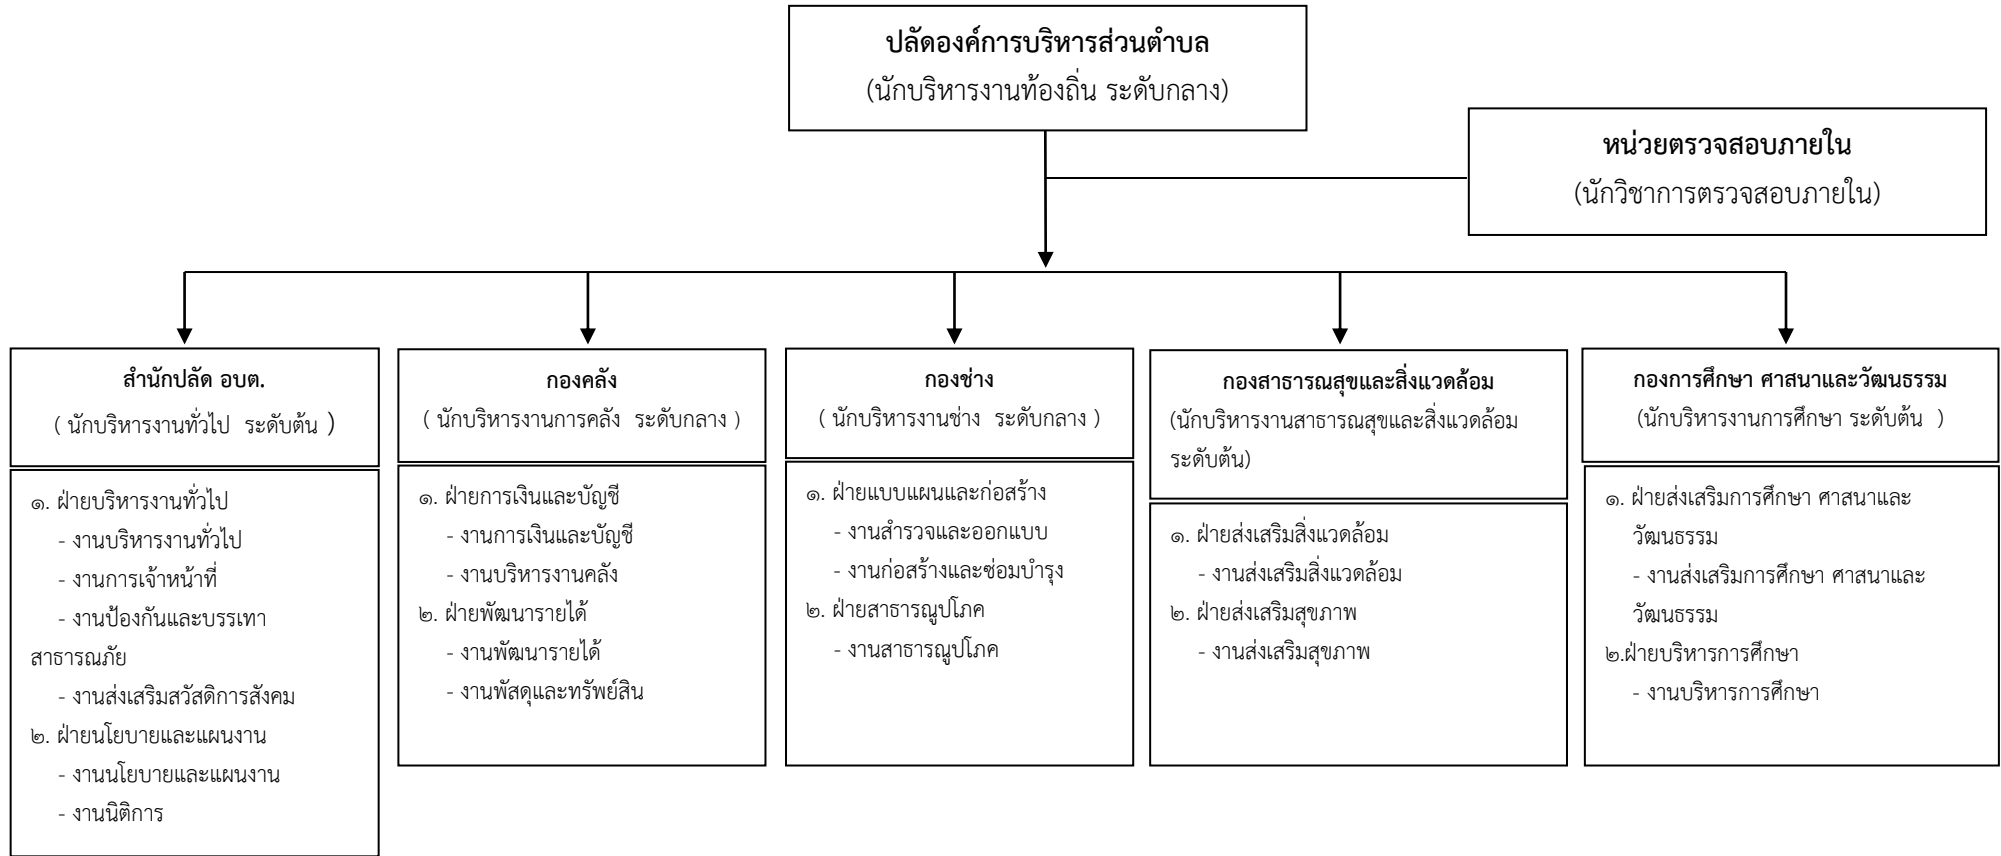 ปลัดองค์การบริหารส่วนตำบล
(นักบริหารงานท้องถิ่น ระดับกลาง)
หน่วยตรวจสอบภายใน
(นักวิชาการตรวจสอบภายใน)
สำนักปลัด อบต.
( นักบริหารงานทั่วไป ระดับต้น )
๑. ฝ่ายบริหารงานทั่วไป
- งานบริหารงานทั่วไป
- งานการเจ้าหน้าที่
- งานป้องกันและบรรเทา
สาธารณภัย
- งานส่งเสริมสวัสดิการสังคม
๒. ฝ่ายนโยบายและแผนงาน
- งานนโยบายและแผนงาน
- งานนิติการ
กองคลัง
( นักบริหารงานการคลัง ระดับกลาง )
๑. ฝ่ายการเงินและบัญชี
- งานการเงินและบัญชี
- งานบริหารงานคลัง
๒. ฝ่ายพัฒนารายได้
- งานพัฒนารายได้
- งานพัสดุและทรัพย์สิน
กองช่าง
( นักบริหารงานช่าง ระดับกลาง )
๑. ฝ่ายแบบแผนและก่อสร้าง
- งานสำรวจและออกแบบ
- งานก่อสร้างและซ่อมบำรุง
๒. ฝ่ายสาธารณูปโภค
- งานสาธารณูปโภค
กองสาธารณสุขและสิ่งแวดล้อม
(นักบริหารงานสาธารณสุขและสิ่งแวดล้อม
ระดับต้น)
๑. ฝ่ายส่งเสริมสิ่งแวดล้อม
- งานส่งเสริมสิ่งแวดล้อม
๒. ฝ่ายส่งเสริมสุขภาพ
- งานส่งเสริมสุขภาพ
กองการศึกษา ศาสนาและวัฒนธรรม
(นักบริหารงานการศึกษา ระดับต้น )
๑. ฝ่ายส่งเสริมการศึกษา ศาสนาและ
วัฒนธรรม
- งานส่งเสริมการศึกษา ศาสนาและ
วัฒนธรรม
๒.ฝ่ายบริหารการศึกษา
- งานบริหารการศึกษา